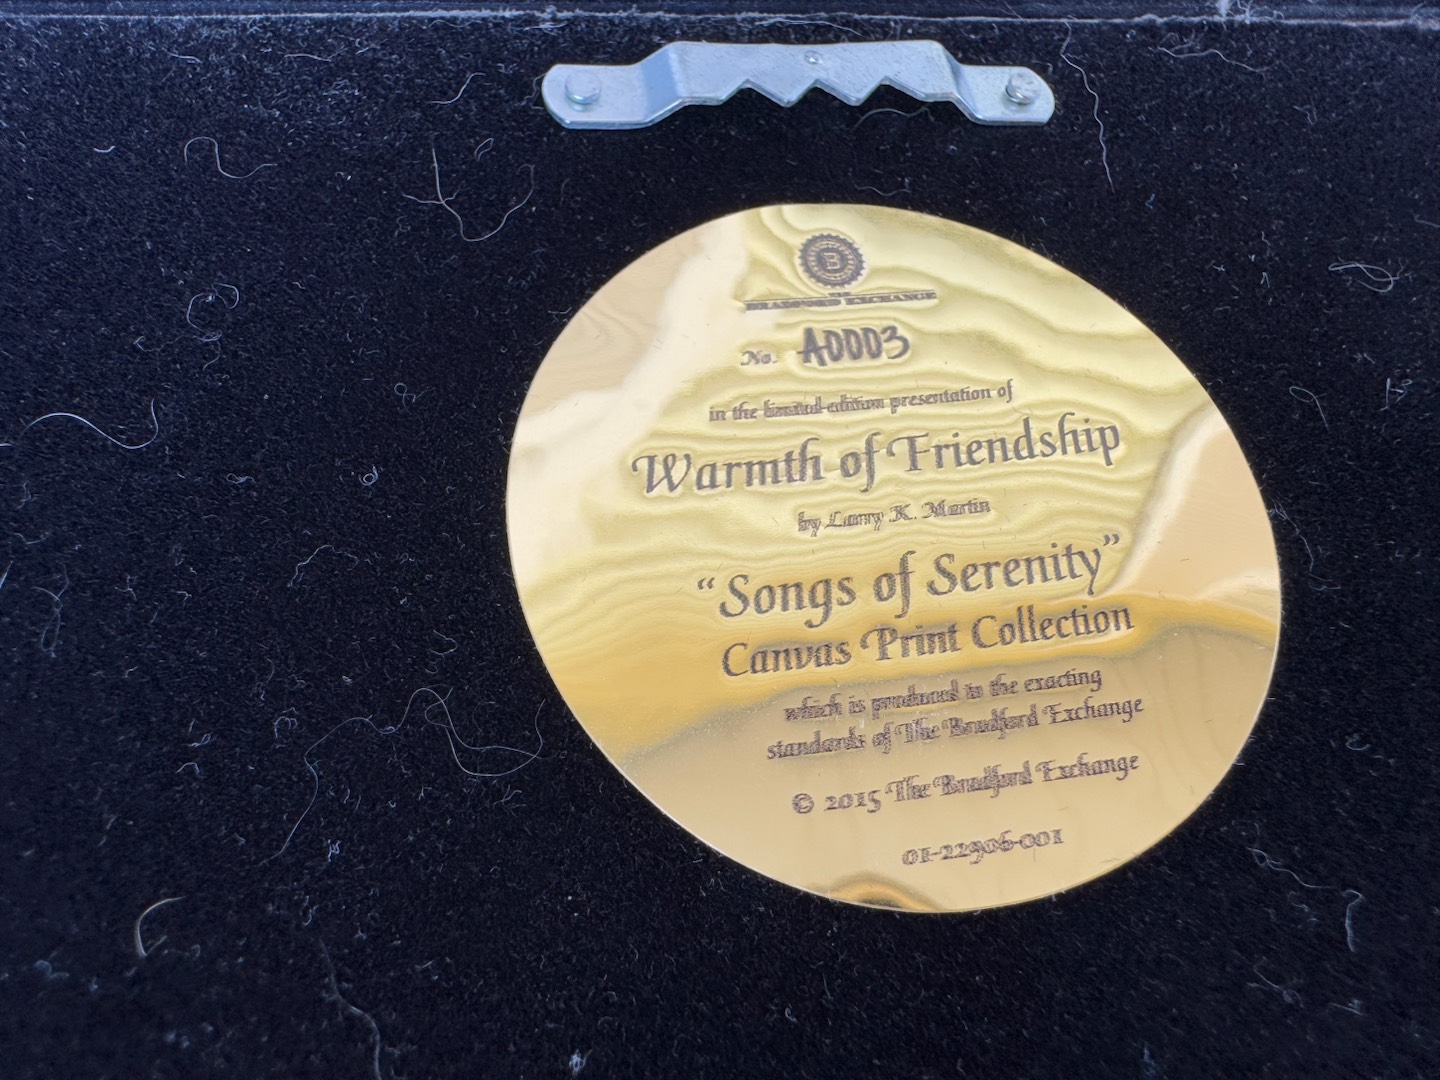 B
THE
BRADFORD EXCHANGE
No. A0003
in the limited-edition presentation of
Warmth of Friendship
by Larry K. Martin
“Songs of Serenity”
Canvas Print Collection
which is produced to the exacting
standards of The Bradford Exchange
© 2015 The Bradford Exchange
01-22906-001